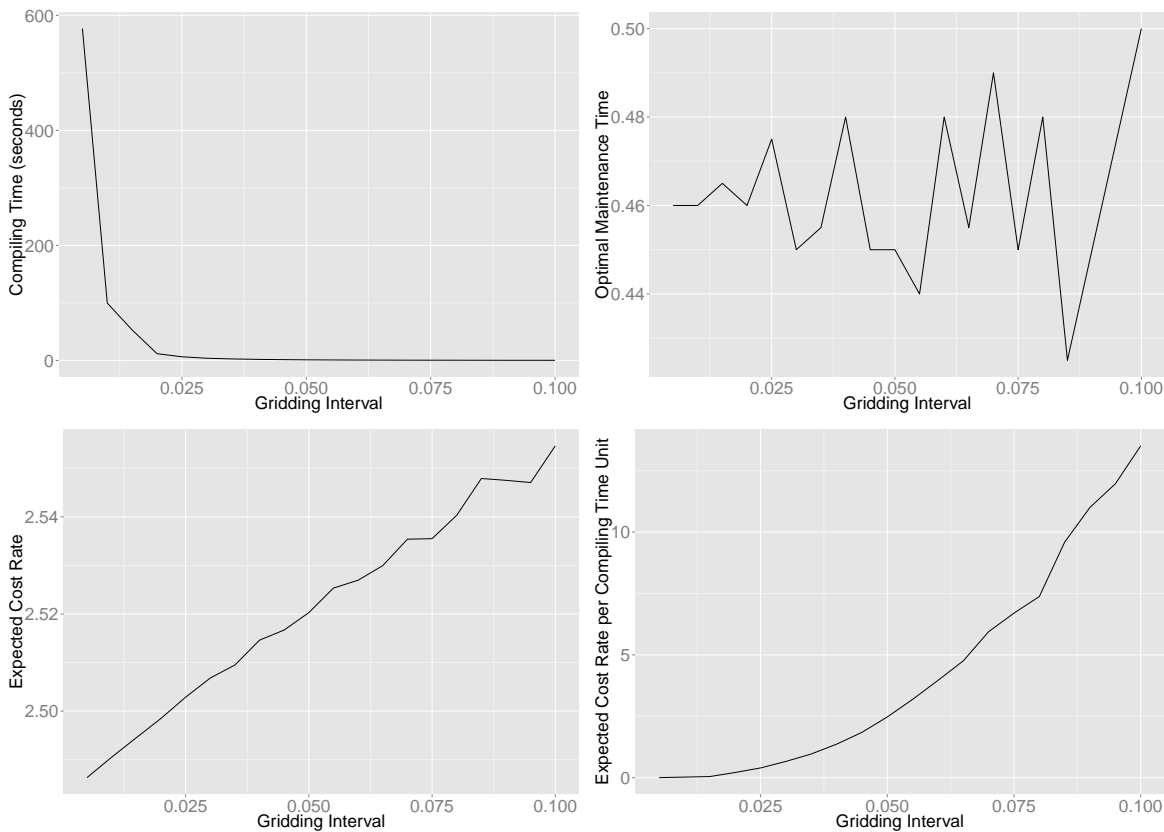 600
400
200
0
Compiling Time (seconds)
0.025 0.050 0.075 0.100
Gridding Interval
0.50
0.48
0.46
0.44
Optimal Maintenance Time
0.025 0.050 0.075 0.100
Gridding Interval
2.54
2.52
2.50
Expected Cost Rate
0.025 0.050 0.075 0.100
Gridding Interval
10
5
0
Expected Cost Rate per Compiling Time Unit
0.025 0.050 0.075 0.100
Gridding Interval